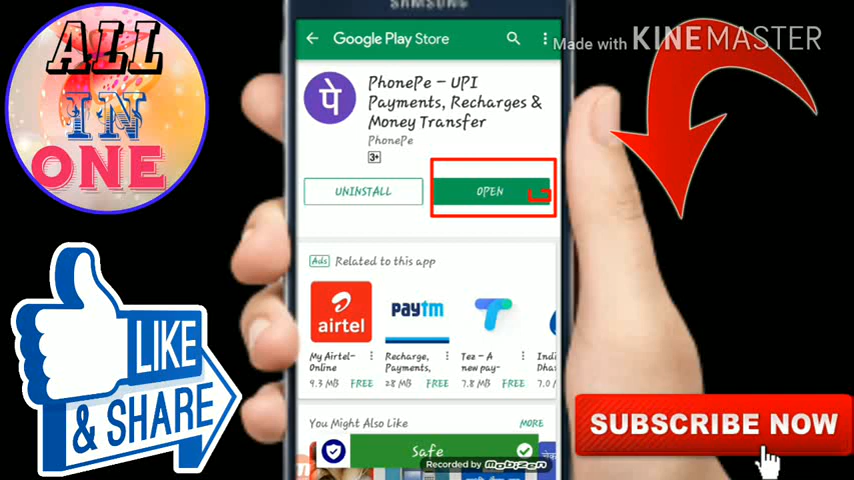 SAMSUNG
ALL
IN
ONE
Google Play Store
Made with KINEMASTER
पे
PhonePe – UPI
Payments, Recharges &
Money Transfer
PhonePe
3+
UNINSTALL
OPEN
Ads Related to this app
airtel
paytm
My Airtel-
Online
9.3 MB FREE
Recharge,
Payments,
28 MB FREE
Tez – A
new pay-
7.8 MB FREE
7.0
You Might Also Like
MORE
Safe
Recorded by mobizen
LIKE
& SHARE
SUBSCRIBE NOW